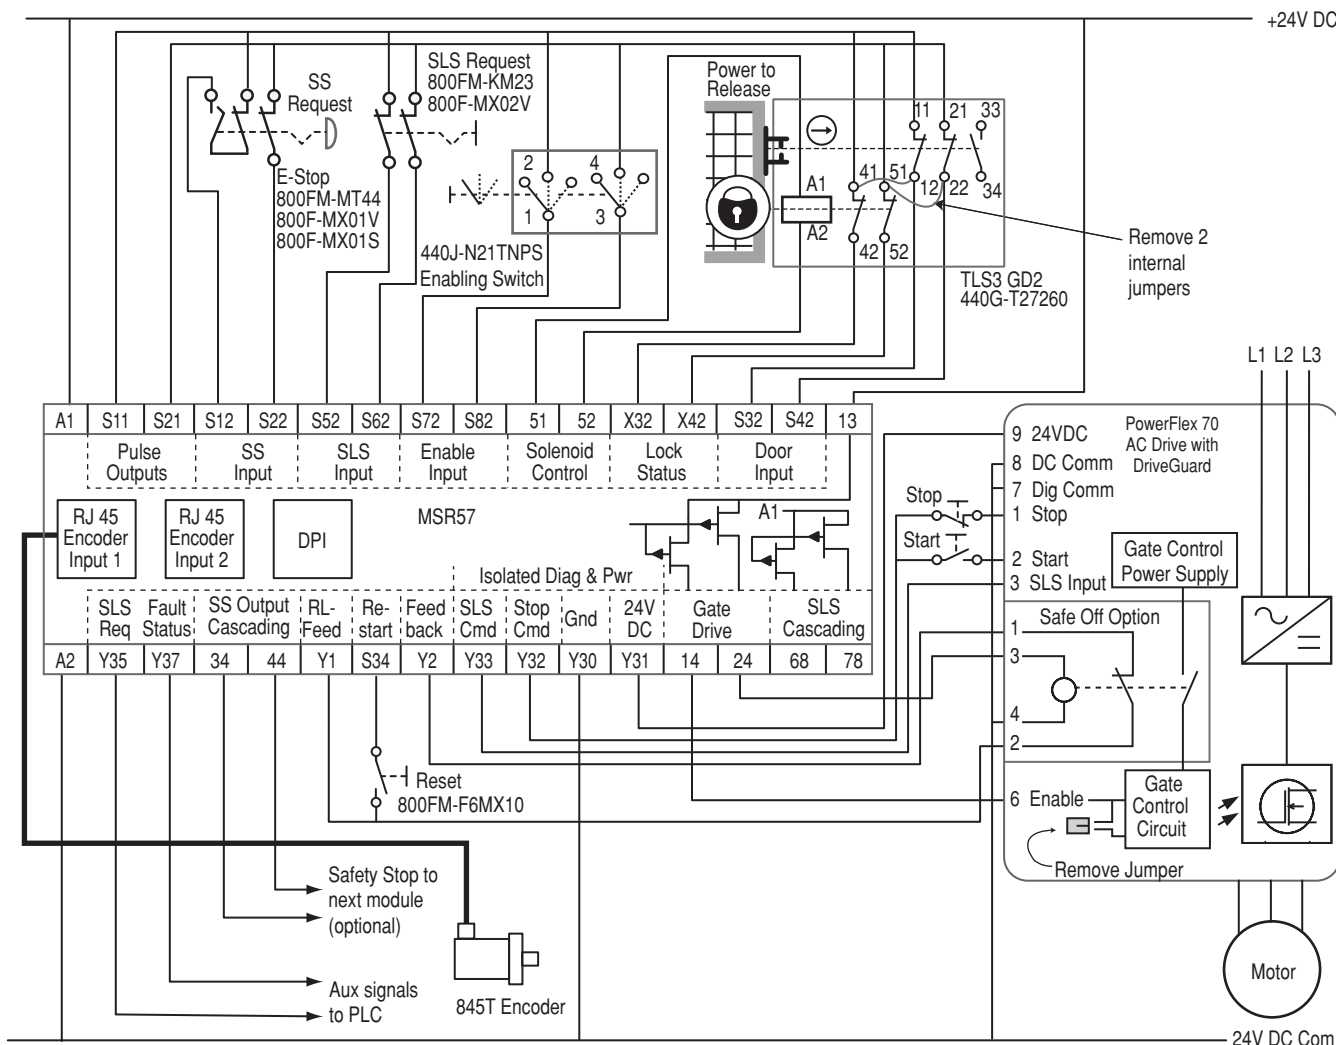 +24V DC
SS
Request
SLS Request
800FM-KM23
800F-MX02V
Power to
Release
11 21 33
E-Stop
800FM-MT44
800F-MX01V
800F-MX01S
2 4
1 3
440J-N21TNPS
Enabling Switch
A1
A2
41 51
12 22 34
42 52
TLS3 GD2
440G-T27260
Remove 2
internal
jumpers
L1 L2 L3
A1 S11 S21 S12 S22 S52 S62 S72 S82 51 52 X32 X42 S32 S42 13
Pulse
Outputs
SS
Input
SLS
Input
Enable
Input
Solenoid
Control
Lock
Status
Door
Input
RJ 45
Encoder
Input 1
RJ 45
Encoder
Input 2
DPI
MSR57
A1
Isolated Diag & Pwr
SLS
Req
Fault
Status
SS Output
Cascading
RL-
Feed
Re-
start
Feed
back
SLS
Cmd
Stop
Cmd
Gnd
24V
DC
Gate
Drive
SLS
Cascading
A2 Y35 Y37 34 44 Y1 S34 Y2 Y33 Y32 Y30 Y31 14 24 68 78
PowerFlex 70
AC Drive with
DriveGuard
9 24VDC
8 DC Comm
7 Dig Comm
Stop
1 Stop
Start
2 Start
3 SLS Input
Gate Control
Power Supply
Safe Off Option
1
3
4
2
6 Enable
Gate
Control
Circuit
Remove Jumper
Reset
800FM-F6MX10
Safety Stop to
next module
(optional)
Aux signals
to PLC
845T Encoder
Motor
24V DC Com